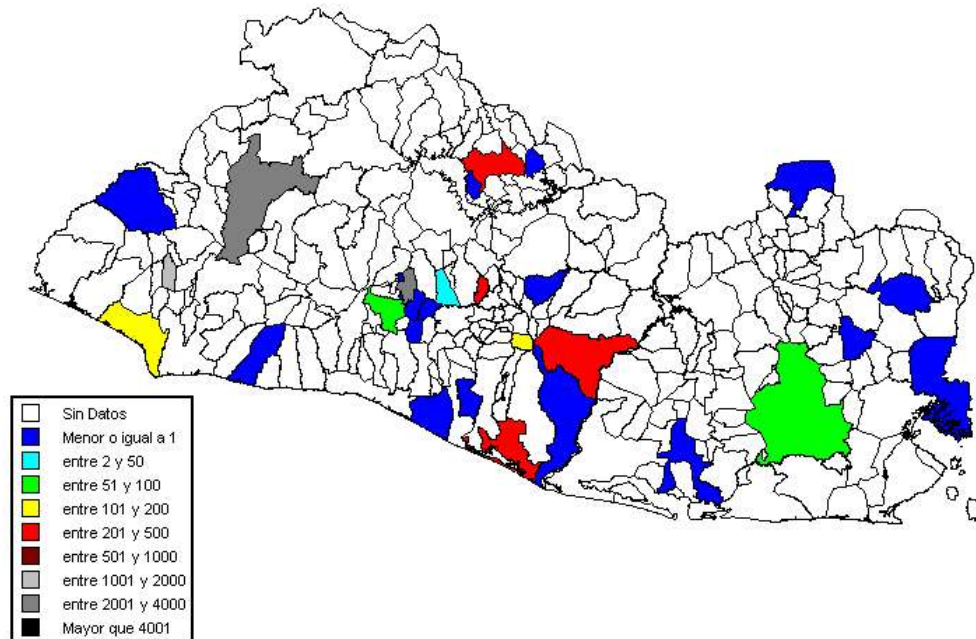 Sin Datos
Menor o igual a 1
entre 2 y 50
entre 51 y 100
entre 101 y 200
entre 201 y 500
entre 501 y 1000
entre 1001 y 2000
entre 2001 y 4000
Mayor que 4001